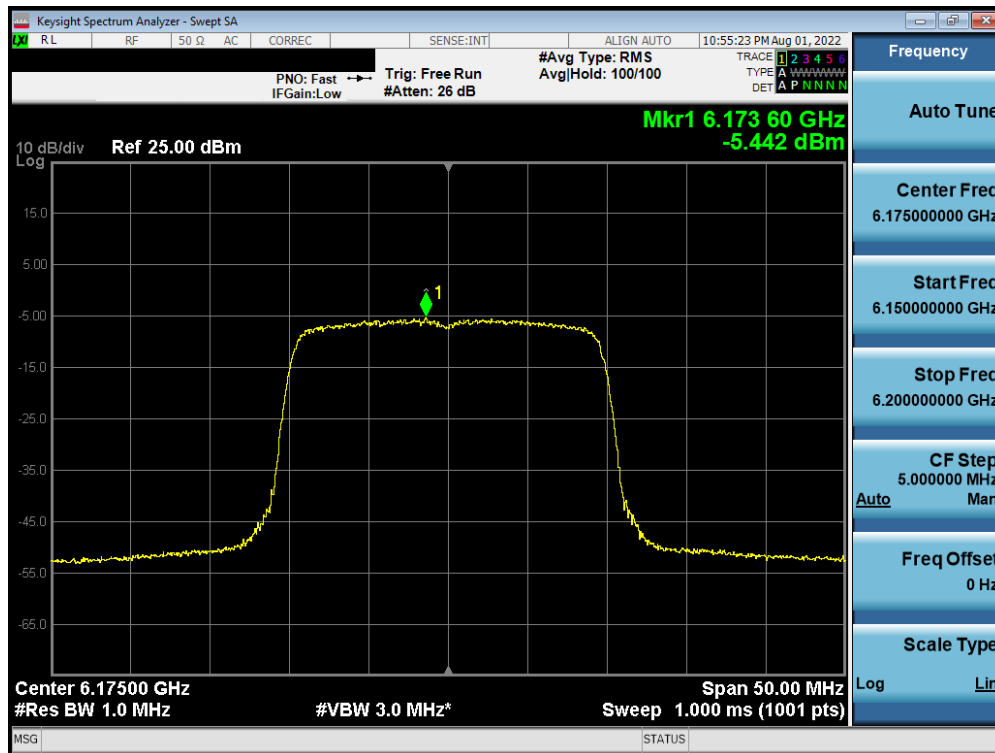 Keysight Spectrum Analyzer - Swept SA
LXI RL RF 50 Ω AC CORREC SENSE:INT ALIGN AUTO 10:55:23 PM Aug 01, 2022
PNO: Fast
IFGain:Low
Trig: Free Run
#Atten: 26 dB
#Avg Type: RMS
Avg|Hold: 100/100
TRACE 1 2 3 4 5 6
TYPE A WWWWW
DET A P N N N N
Mkr1 6.173 60 GHz
-5.442 dBm
10 dB/div Ref 25.00 dBm
Log
15.0
5.00
-5.00
-15.0
-25.0
-35.0
-45.0
-55.0
-65.0
1
Center 6.17500 GHz Span 50.00 MHz
#Res BW 1.0 MHz #VBW 3.0 MHz* Sweep 1.000 ms (1001 pts)
MSG STATUS
Frequency
Auto Tune
Center Freq
6.175000000 GHz
Start Freq
6.150000000 GHz
Stop Freq
6.200000000 GHz
CF Step
5.000000 MHz
Auto Man
Freq Offset
0 Hz
Scale Type
Log Lin